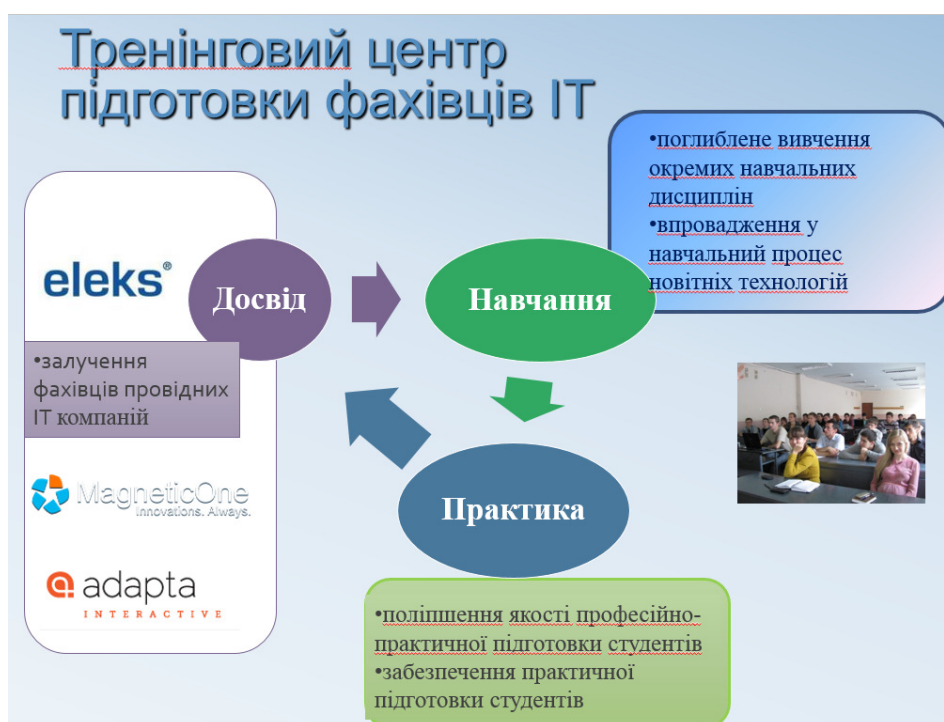 Тренінговий центр
підготовки фахівців ІТ
•поглиблене вивчення
окремих навчальних
дисциплін
•впровадження у
навчальний процес
новітніх технологій
eleks®
Досвід
Навчання
•залучення
фахівців провідних
ІТ компаній
MagneticOne
Innovations. Always.
Практика
adapta
INTERACTIVE
•поліпшення якості професійно-
практичної підготовки студентів
•забезпечення практичної
підготовки студентів